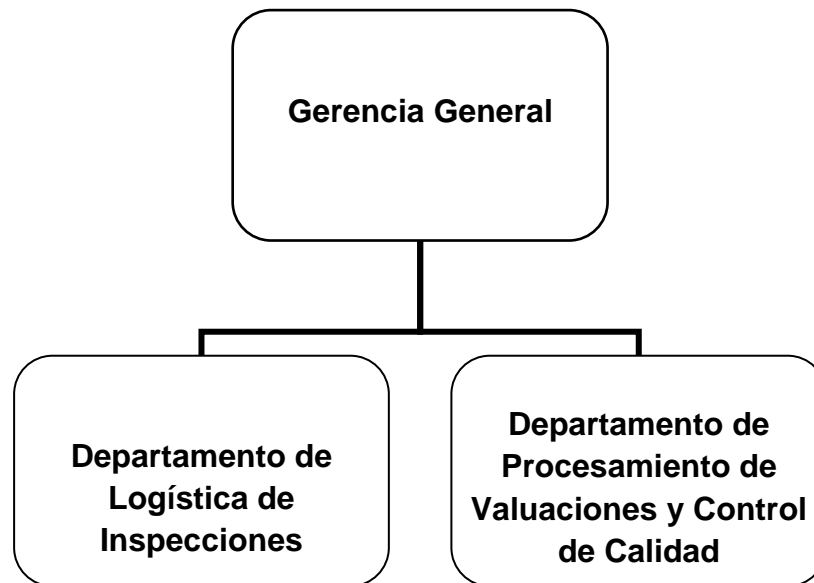 Gerencia General
Departamento de
Logística de
Inspecciones
Departamento de
Procesamiento de
Valuaciones y Control
de Calidad